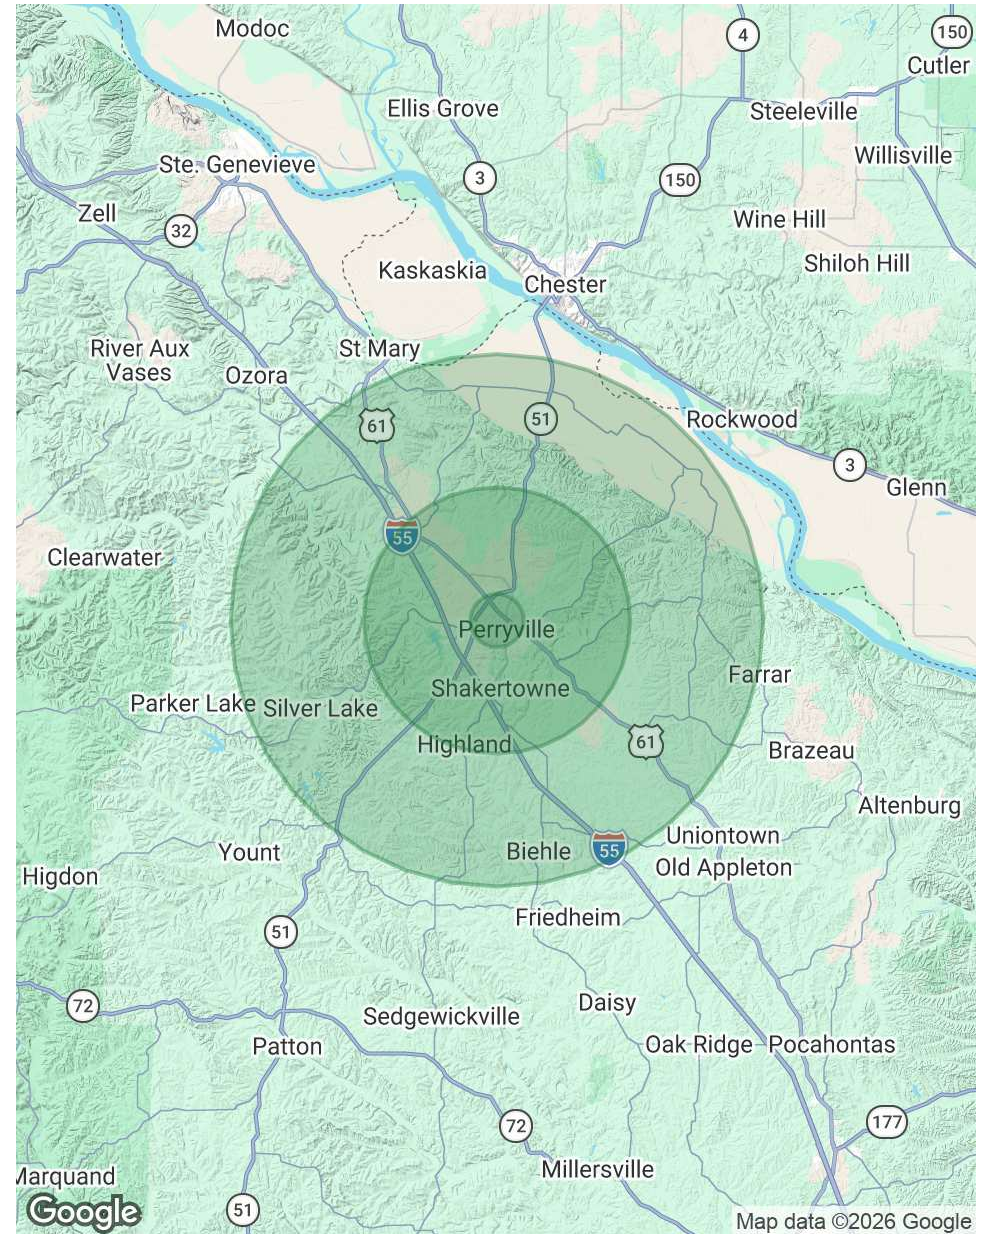 Modoc
4
150
Cutler
Ellis Grove
Steeleville
Ste. Genevieve
3
150
Willisville
Zell
32
Wine Hill
Kaskaskia
Shiloh Hill
Chester
River Aux
Vases
St Mary
Ozora
61
51
Rockwood
3
Glenn
55
Clearwater
Perryville
Farrar
Shakertowne
Parker Lake
Silver Lake
Highland
61
Brazeau
Altenburg
Yount
Biehle
55
Uniontown
Old Appleton
Higdon
Friedheim
51
72
Sedgewickville
Daisy
Patton
Oak Ridge
Pocahontas
72
177
Millersville
Marquand
51
Google
Map data ©2026 Google